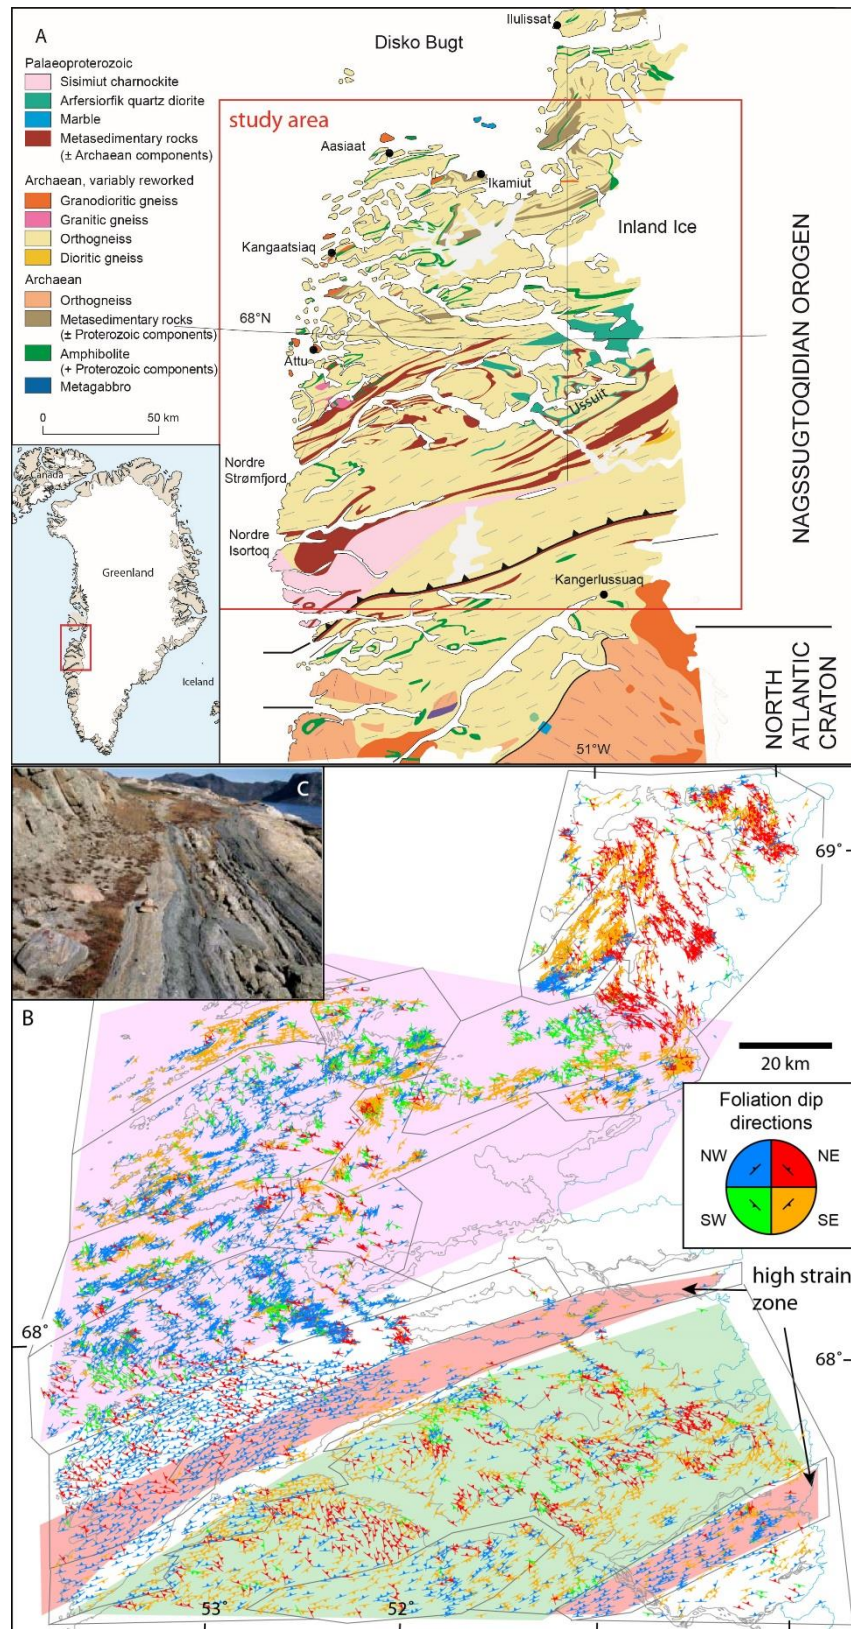 A
Disko Bugt
Ilulissat
Palaeoproterozoic
Sisimiut charnockite
Arfersiorfik quartz diorite
Marble
Metasedimentary rocks
(± Archaean components)
Archaean, variably reworked
Granodioritic gneiss
Granitic gneiss
Orthogneiss
Dioritic gneiss
Archaean
Orthogneiss
Metasedimentary rocks
(± Proterozoic components)
Amphibolite
(+ Proterozoic components)
Metagabbro
0 50 km
study area
Aasiaat
Ikamiut
Kangaatsiaq
Inland Ice
68°N
Attu
Ussuit
Nordre
Strømfjord
Nordre
Isortoq
Kangerlussuaq
51°W
NAGSSUGTOQIDIAN OROGEN
NORTH
ATLANTIC
CRATON
Canada
Greenland
Iceland
C
B
69°
20 km
Foliation dip
directions
NW
NE
SW
SE
high strain
zone
68°
68°
53°
52°